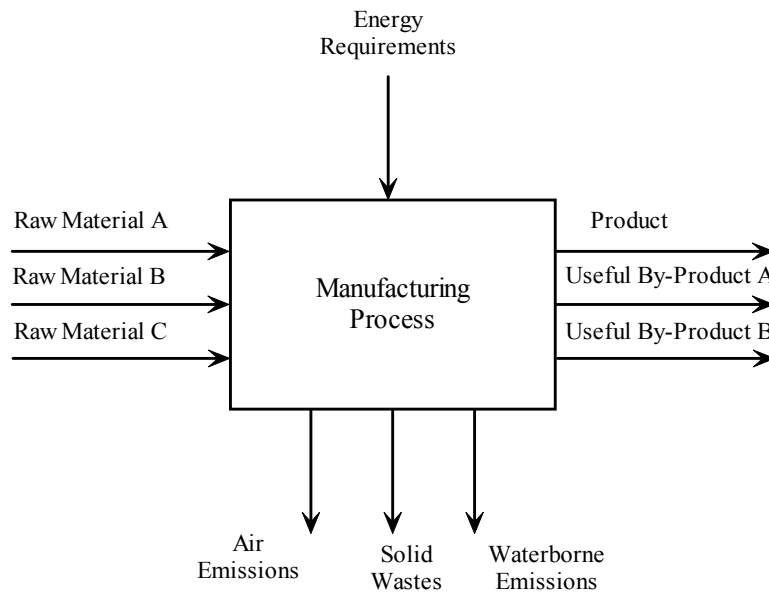 Energy
Requirements
Raw Material A
Raw Material B
Raw Material C
Manufacturing
Process
Product
Useful By-Product A
Useful By-Product B
Air
Emissions
Solid
Wastes
Waterborne
Emissions